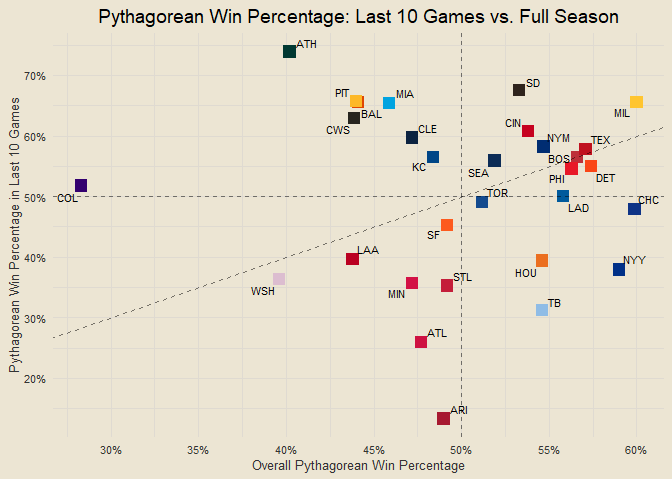 Pythagorean Win Percentage: Last 10 Games vs. Full Season
Pythagorean Win Percentage in Last 10 Games
70%
60%
50%
40%
30%
20%
ATH
SD
PIT
MIA
MIL
BAL
CWS
CIN
CLE
NYM
TEX
KC
BOS
SEA
PHI
DET
COL
TOR
LAD
CHC
SF
LAA
HOU
NYY
WSH
STL
MIN
TB
ATL
ARI
30%
35%
40%
45%
50%
55%
60%
Overall Pythagorean Win Percentage